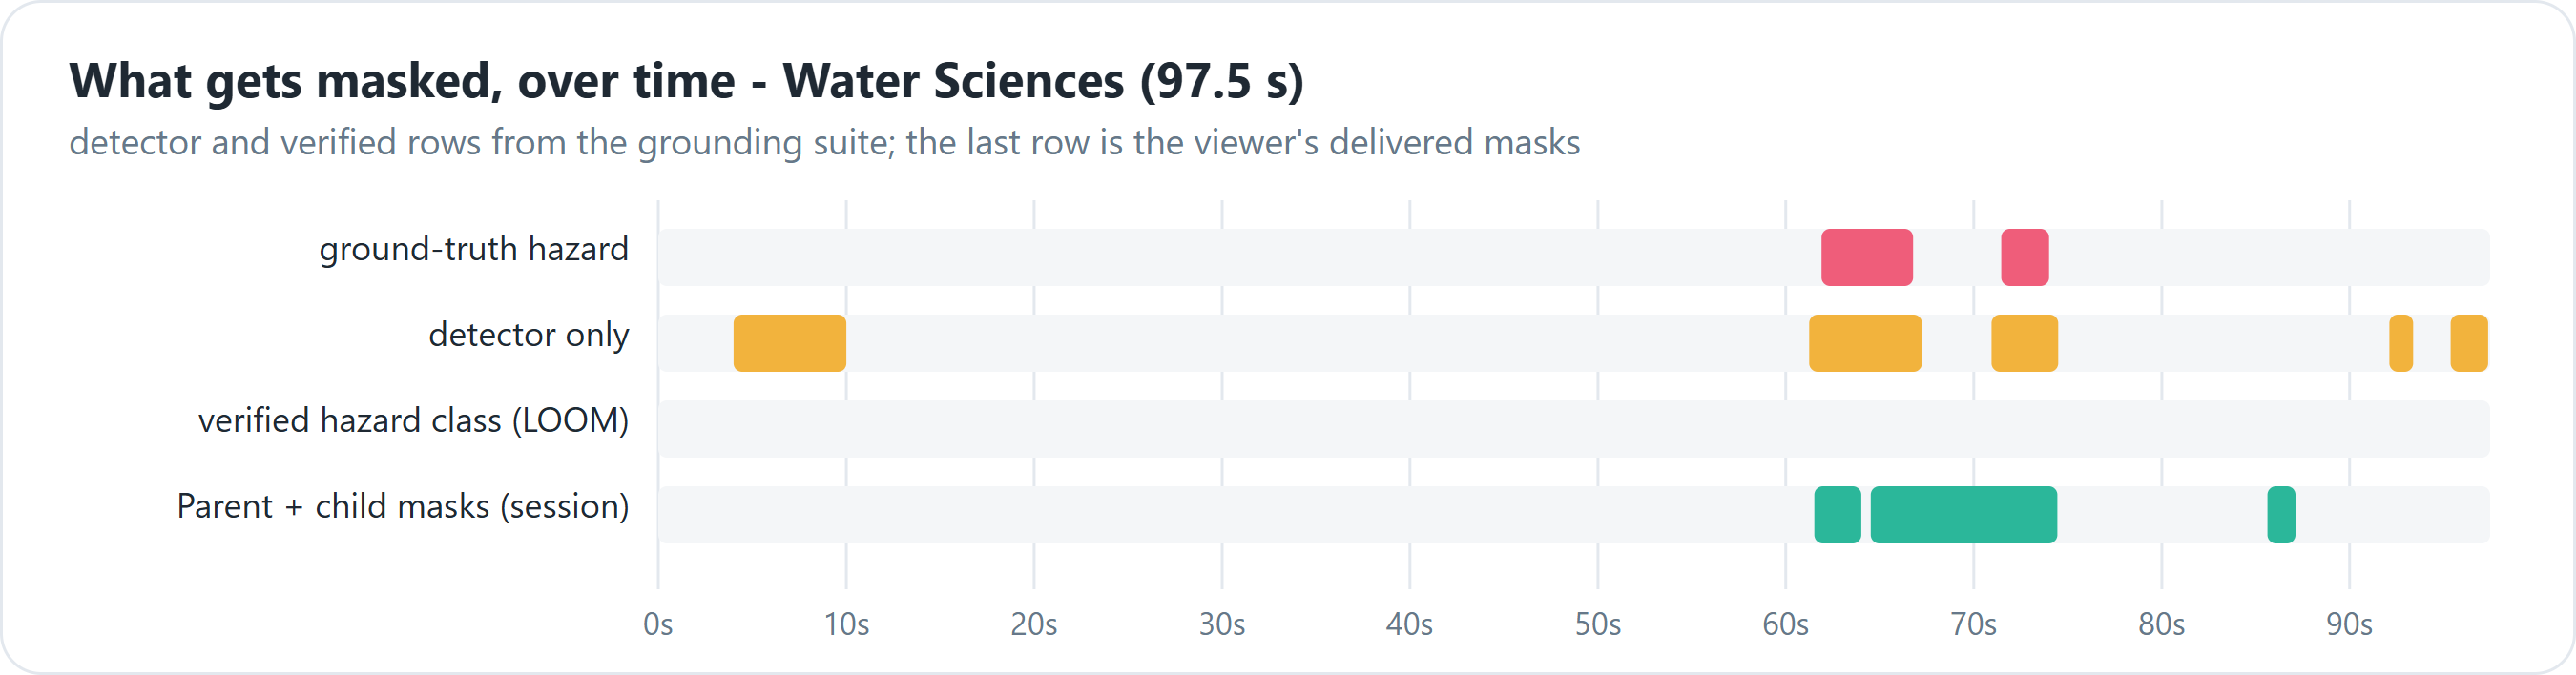 What gets masked, over time - Water Sciences (97.5 s)
detector and verified rows from the grounding suite; the last row is the viewer's delivered masks
ground-truth hazard
detector only
verified hazard class (LOOM)
Parent + child masks (session)
0s 10s 20s 30s 40s 50s 60s 70s 80s 90s